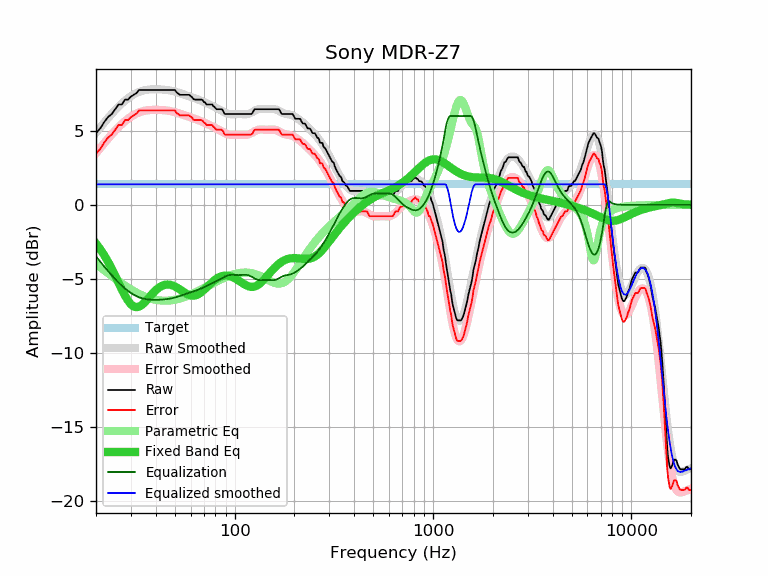 Sony MDR-Z7
Amplitude (dBr)
5
0
−5
−10
−15
−20
Target
Raw Smoothed
Error Smoothed
Raw
Error
Parametric Eq
Fixed Band Eq
Equalization
Equalized smoothed
100 1000 10000
Frequency (Hz)